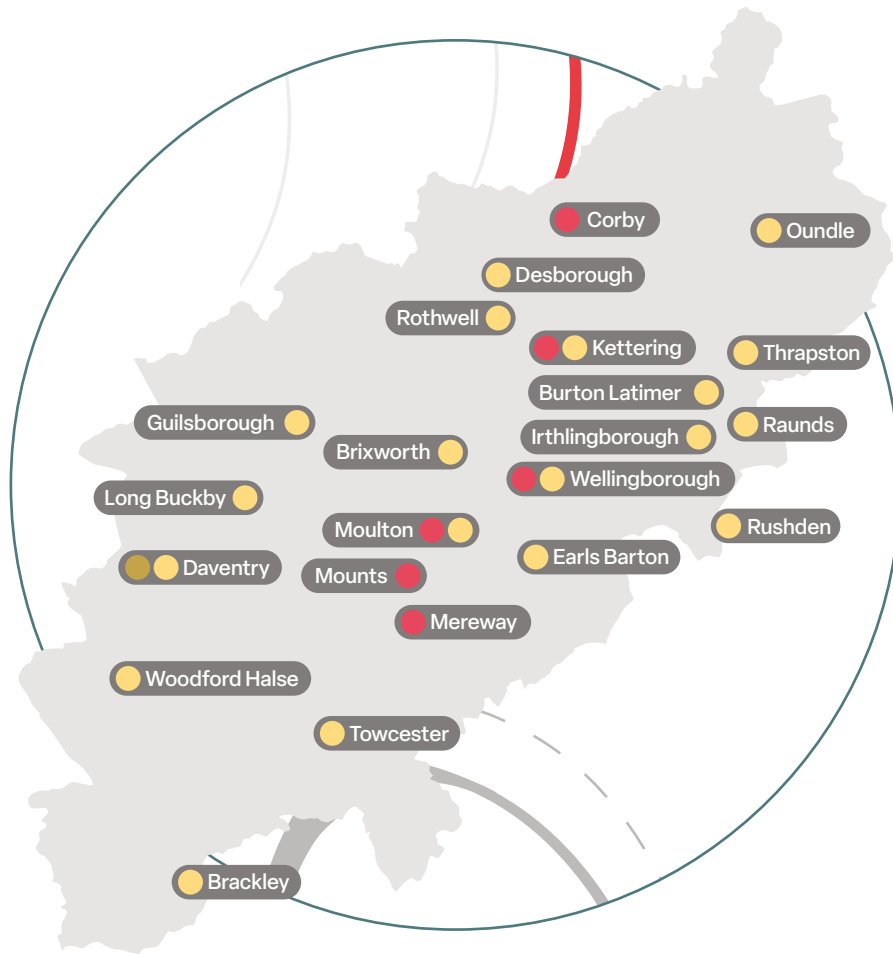 Corby
Oundle
Desborough
Rothwell
Kettering
Thrapston
Burton Latimer
Guilsborough
Raunds
Irthlingborough
Brixworth
Wellingborough
Long Buckby
Rushden
Moulton
Earls Barton
Daventry
Mounts
Mereway
Woodford Halse
Towcester
Brackley